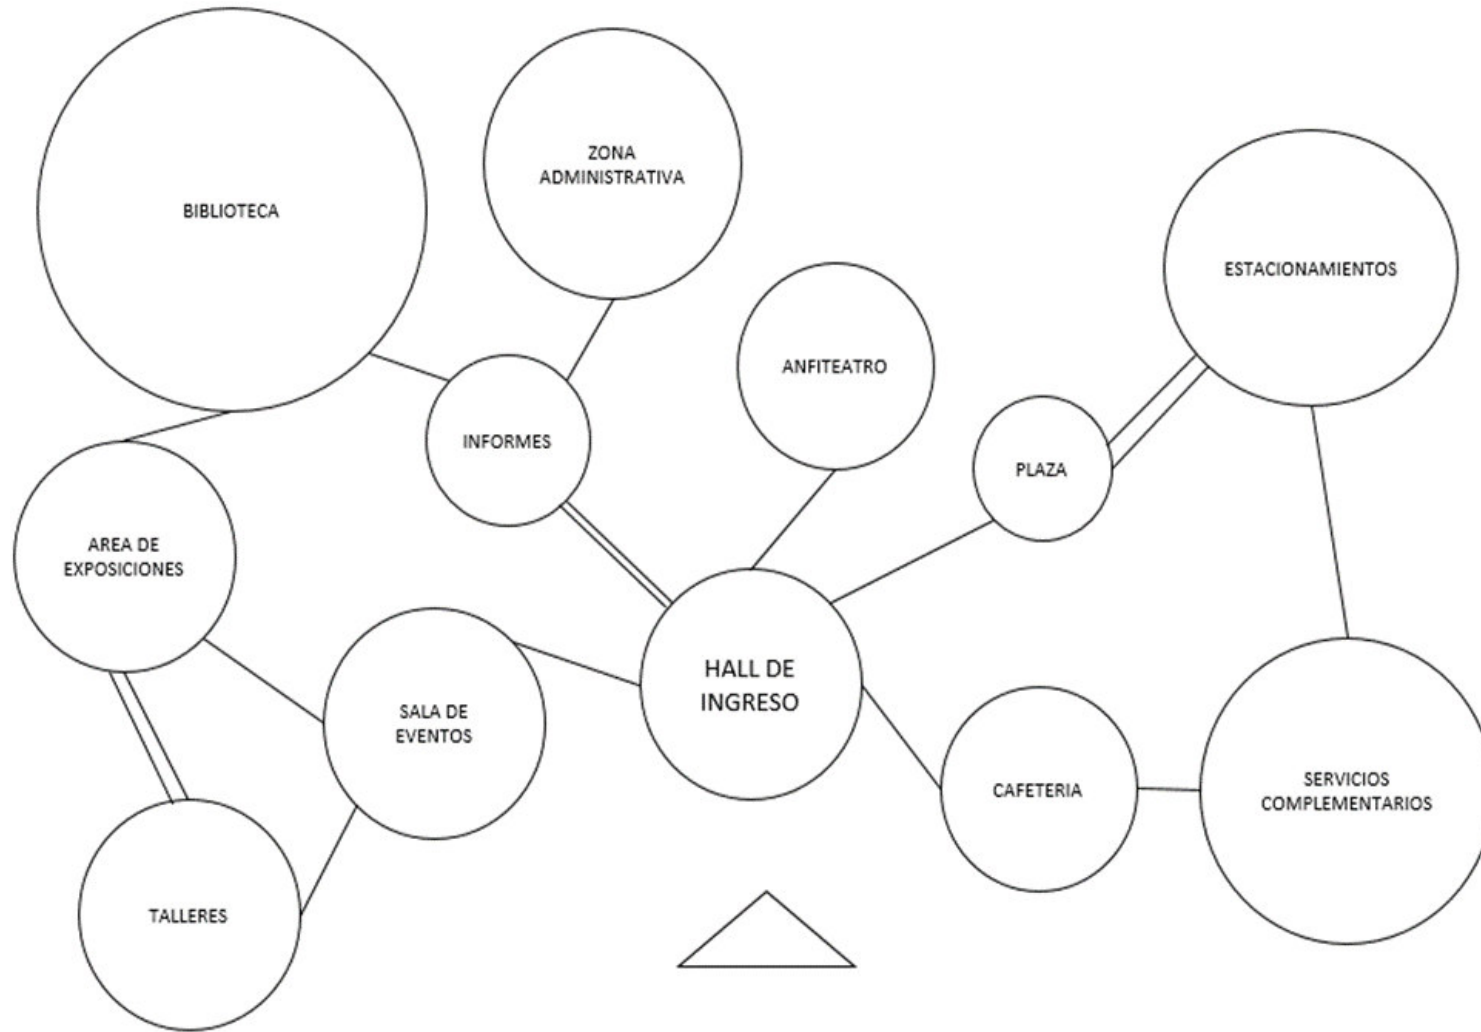 ZONA
ADMINISTRATIVA
BIBLIOTECA
ESTACIONAMIENTOS
ANFITEATRO
INFORMES
PLAZA
AREA DE
EXPOSICIONES
HALL DE
INGRESO
SALA DE
EVENTOS
CAFETERIA
SERVICIOS
COMPLEMENTARIOS
TALLERES